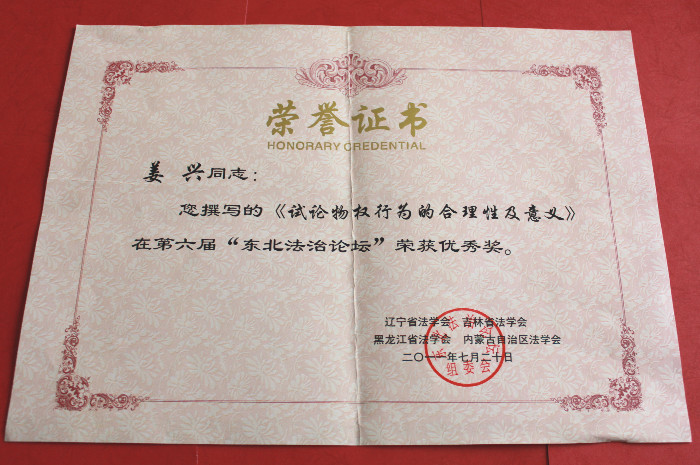 荣誉证书
HONORARY CREDENTIAL
姜 兴同志：
您撰写的《试论物权行为的合理性及意义》
在第六届“东北法治论坛”荣获优秀奖。
辽宁省法学会 吉林省法学会
黑龙江省法学会 内蒙古自治区法学会
二〇一一年七月二十日
组委会